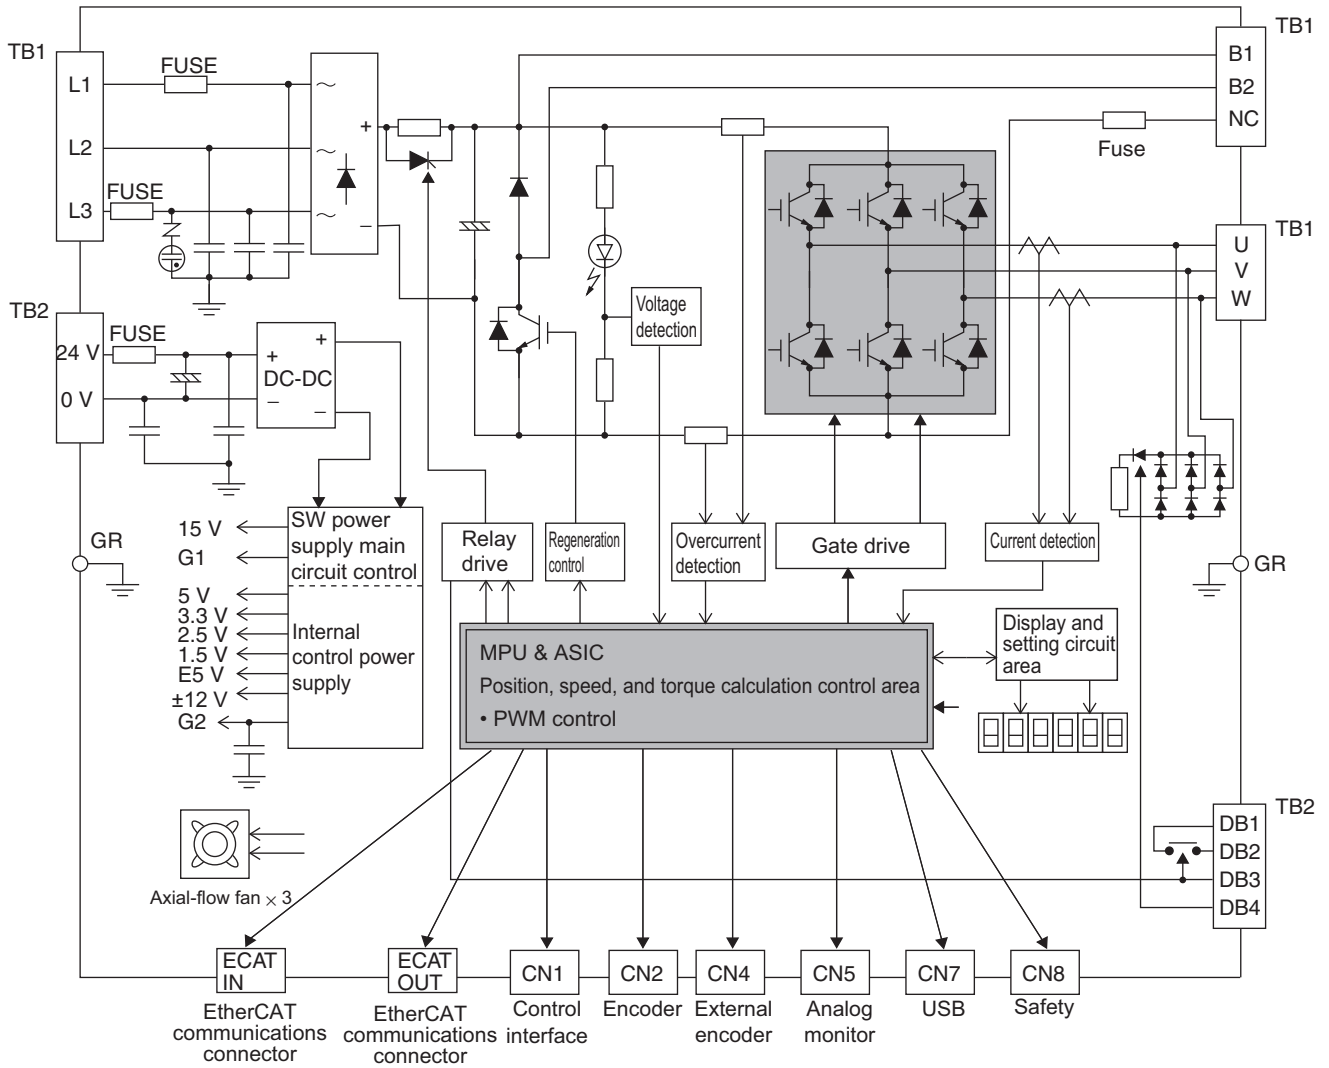 TB1
L1
FUSE
L2
FUSE
L3
~
~
~
+
−
TB1
B1
B2
NC
Fuse
TB1
U
V
W
TB2
24 V
FUSE
0 V
+
−
DC-DC
+
−
Voltage
detection
GR
15 V
G1
5 V
3.3 V
2.5 V
1.5 V
E5 V
±12 V
G2
SW power
supply main
circuit control
Internal
control power
supply
Relay
drive
Regeneration
control
Overcurrent
detection
Gate drive
Current detection
GR
MPU & ASIC
Position, speed, and torque calculation control area
• PWM control
Display and
setting circuit
area
Axial-flow fan × 3
TB2
DB1
DB2
DB3
DB4
ECAT
IN
EtherCAT
communications
connector
ECAT
OUT
EtherCAT
communications
connector
CN1
Control
interface
CN2
Encoder
CN4
External
encoder
CN5
Analog
monitor
CN7
USB
CN8
Safety